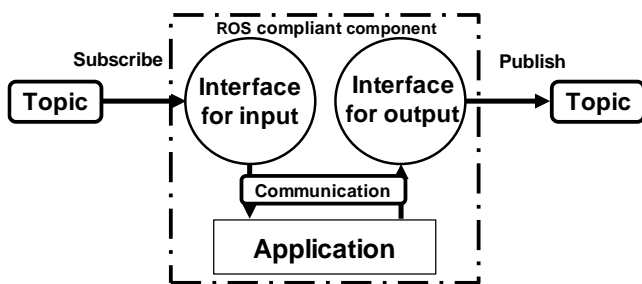 ROS compliant component
Subscribe
Publish
Topic
Interface
for input
Interface
for output
Topic
Communication
Application